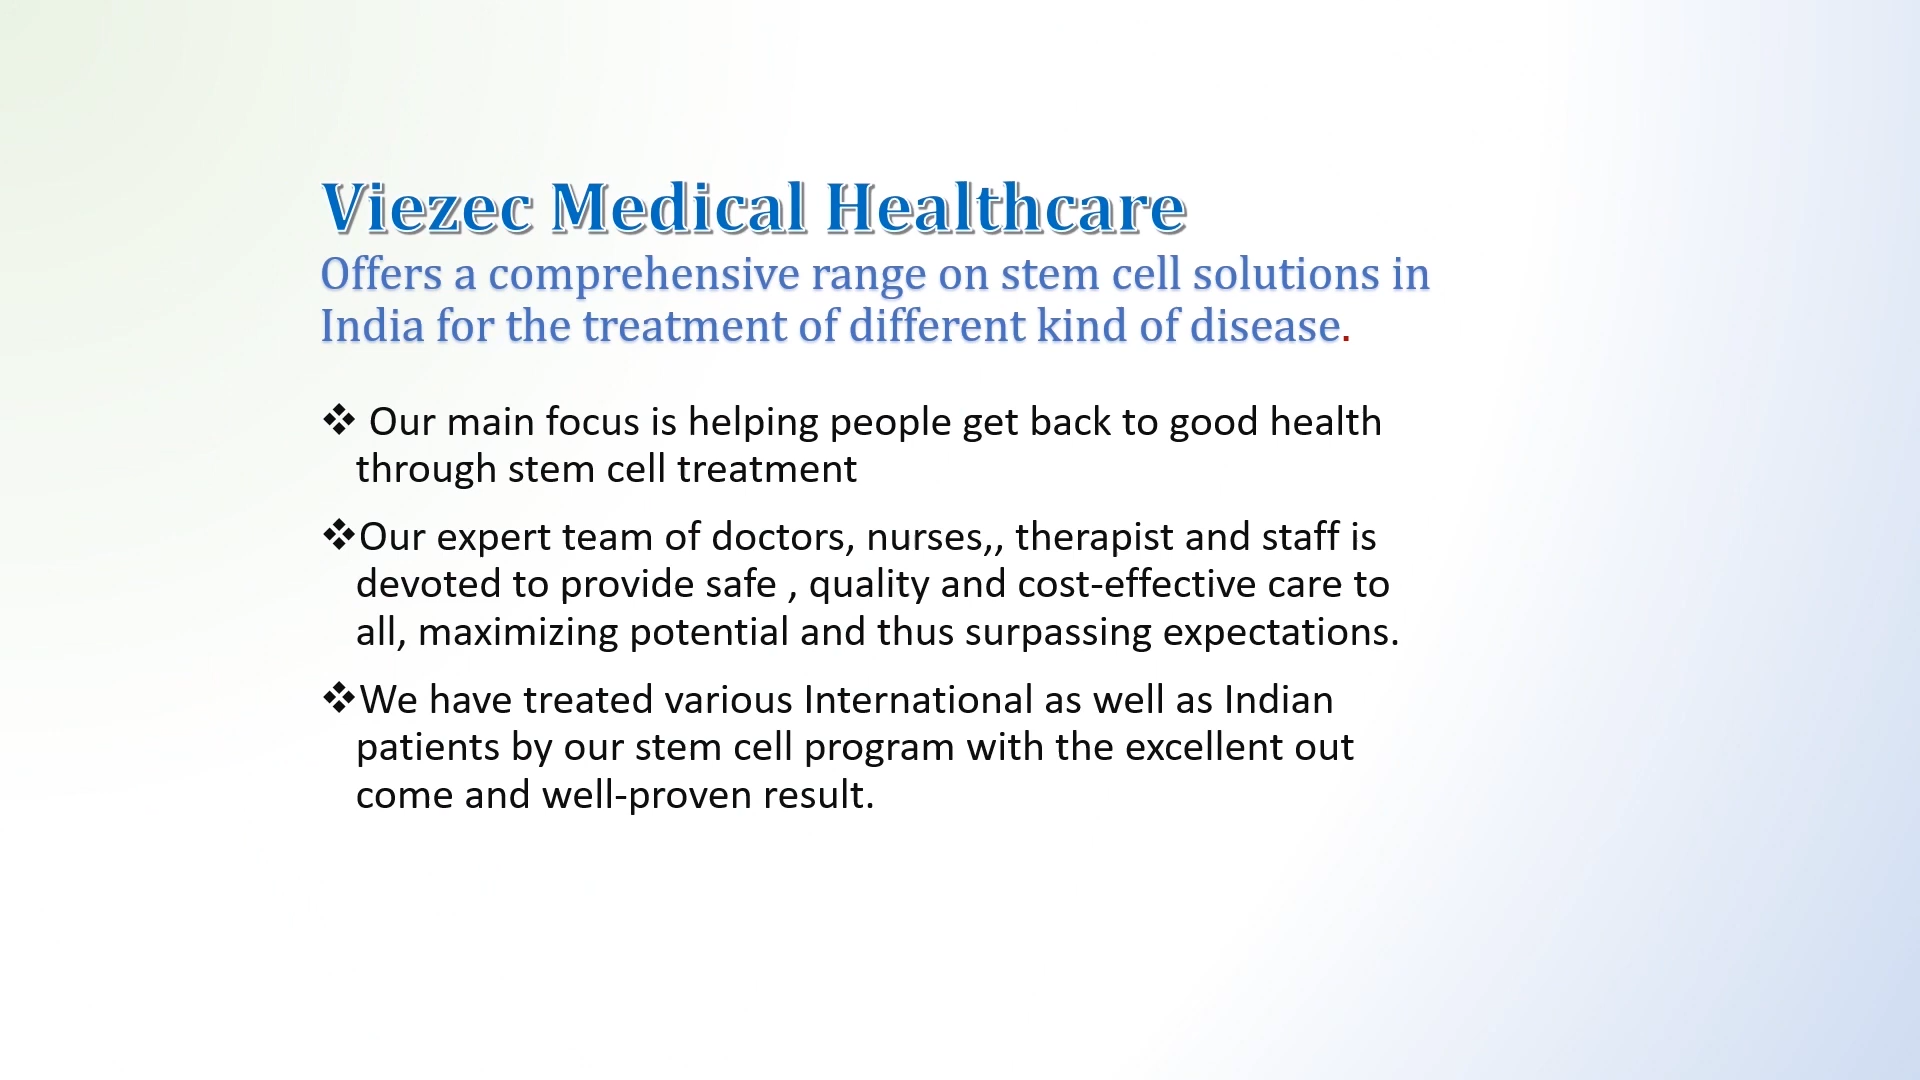 Viezec Medical Healthcare
Offers a comprehensive range on stem cell solutions in
India for the treatment of different kind of disease.
❖ Our main focus is helping people get back to good health
through stem cell treatment
❖Our expert team of doctors, nurses,, therapist and staff is
devoted to provide safe , quality and cost-effective care to
all, maximizing potential and thus surpassing expectations.
❖We have treated various International as well as Indian
patients by our stem cell program with the excellent out
come and well-proven result.